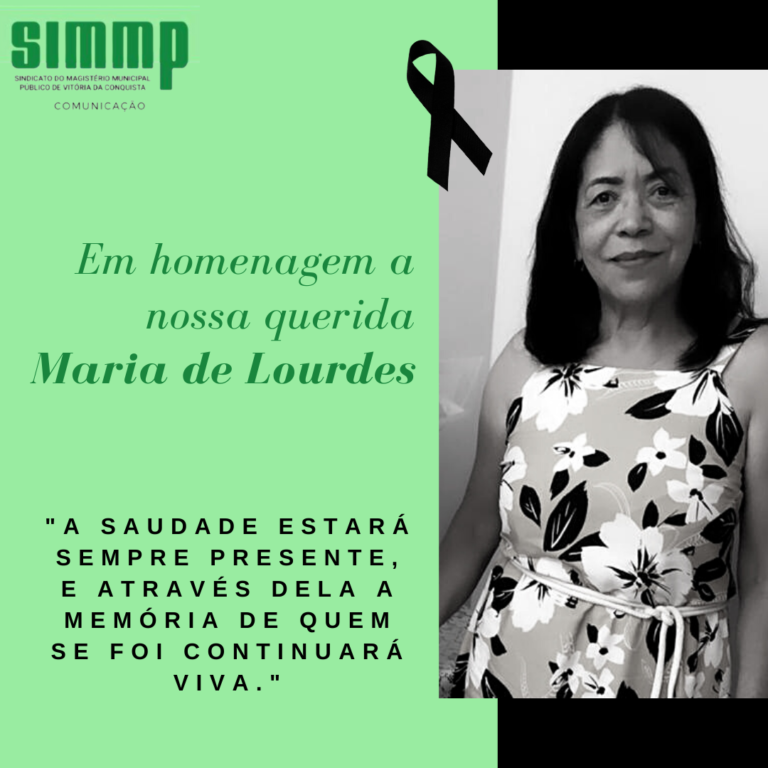 SIMMP
SINDICATO DO MAGISTÉRIO MUNICIPAL
PÚBLICO DE VITÓRIA DA CONQUISTA
COMUNICAÇÃO
Em homenagem a
nossa querida
Maria de Lourdes
"A SAUDADE ESTARÁ
SEMPRE PRESENTE,
E ATRAVÉS DELA A
MEMÓRIA DE QUEM
SE FOI CONTINUARÁ
VIVA."